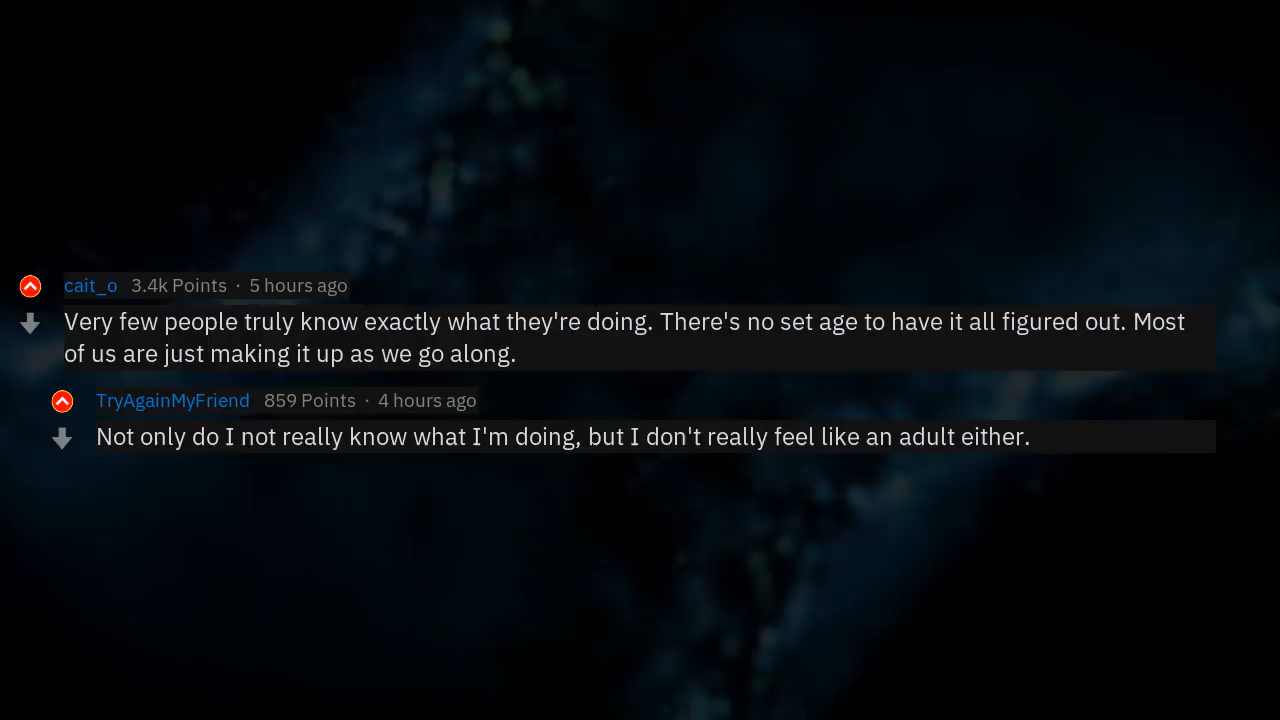 cait_o 3.4k Points · 5 hours ago
Very few people truly know exactly what they're doing. There's no set age to have it all figured out. Most
of us are just making it up as we go along.
TryAgainMyFriend 859 Points · 4 hours ago
Not only do I not really know what I'm doing, but I don't really feel like an adult either.